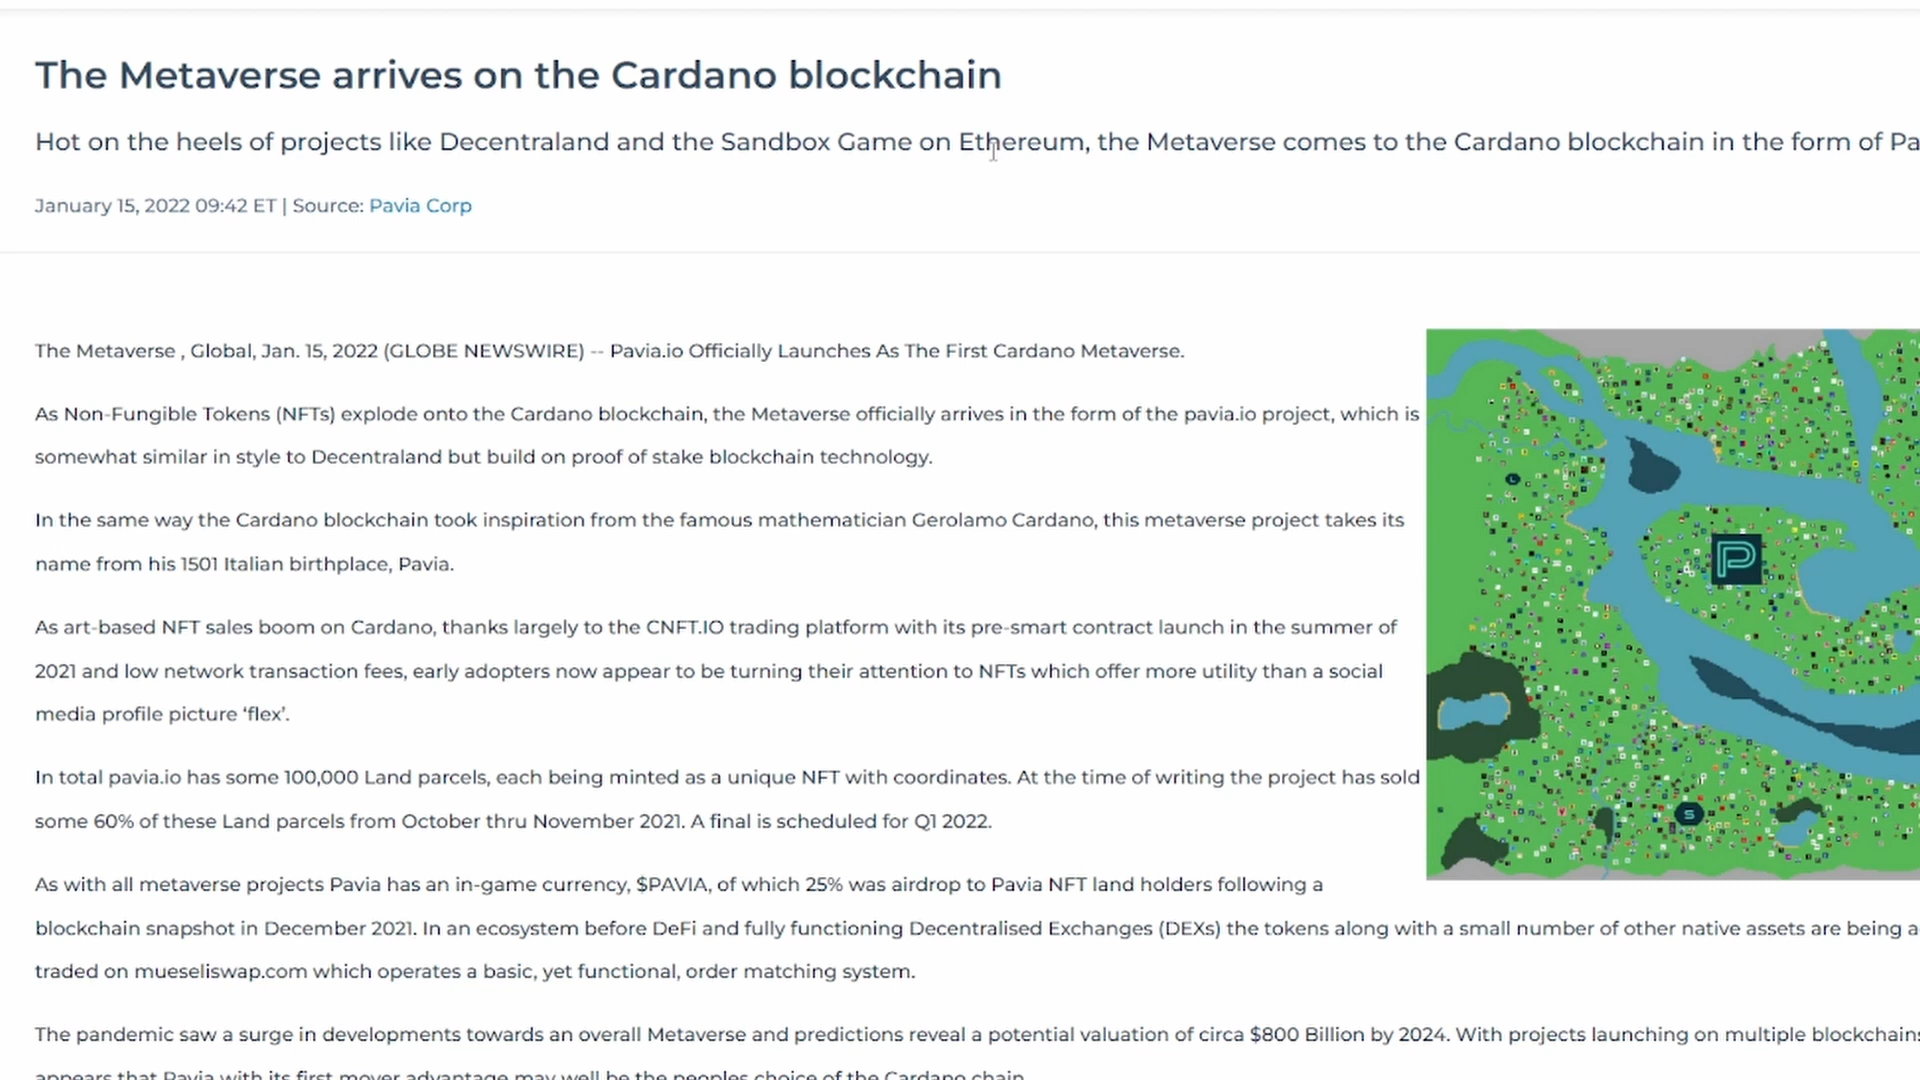 The Metaverse arrives on the Cardano blockchain
Hot on the heels of projects like Decentraland and the Sandbox Game on Ethereum, the Metaverse comes to the Cardano blockchain in the form of Pa
January 15, 2022 09:42 ET | Source: Pavia Corp
The Metaverse , Global, Jan. 15, 2022 (GLOBE NEWSWIRE) -- Pavia.io Officially Launches As The First Cardano Metaverse.
As Non-Fungible Tokens (NFTs) explode onto the Cardano blockchain, the Metaverse officially arrives in the form of the pavia.io project, which is
somewhat similar in style to Decentraland but build on proof of stake blockchain technology.
In the same way the Cardano blockchain took inspiration from the famous mathematician Gerolamo Cardano, this metaverse project takes its
name from his 1501 Italian birthplace, Pavia.
As art-based NFT sales boom on Cardano, thanks largely to the CNFT.IO trading platform with its pre-smart contract launch in the summer of
2021 and low network transaction fees, early adopters now appear to be turning their attention to NFTs which offer more utility than a social
media profile picture ‘flex’.
In total pavia.io has some 100,000 Land parcels, each being minted as a unique NFT with coordinates. At the time of writing the project has sold
some 60% of these Land parcels from October thru November 2021. A final is scheduled for Q1 2022.
As with all metaverse projects Pavia has an in-game currency, $PAVIA, of which 25% was airdrop to Pavia NFT land holders following a
blockchain snapshot in December 2021. In an ecosystem before DeFi and fully functioning Decentralised Exchanges (DEXs) the tokens along with a small number of other native assets are being a
traded on mueseliswap.com which operates a basic, yet functional, order matching system.
The pandemic saw a surge in developments towards an overall Metaverse and predictions reveal a potential valuation of circa $800 Billion by 2024. With projects launching on multiple blockchains
appears that Pavia with its first mover advantage may well be the peoples choice of the Cardano chain.
P
S